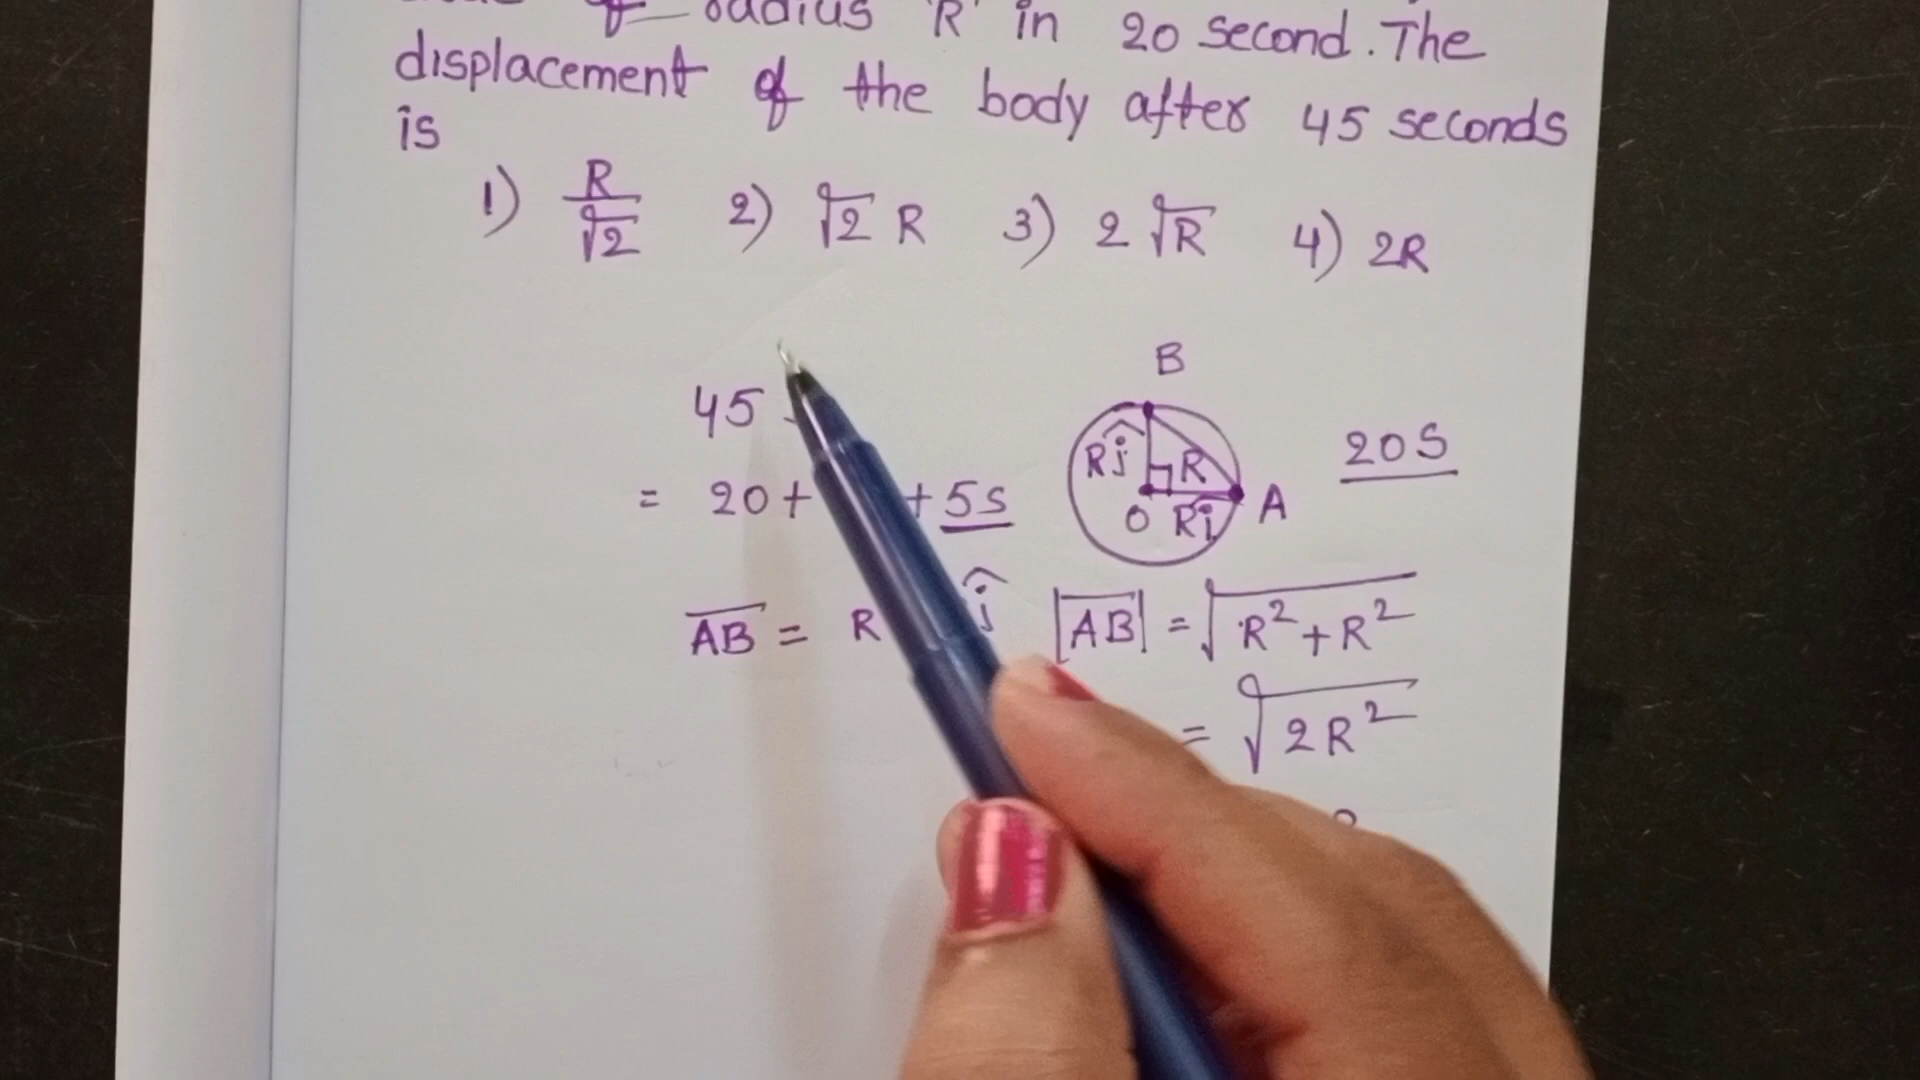 radius 'R' in 20 second. The
displacement of the body after 45 seconds
is
1) R/√2 2) √2 R 3) 2 √R 4) 2R
B
45
Rĵ R 20S
= 20+ +5s
O Rî A
AB = R ĵ |AB| = √R²+R²
= √2R²